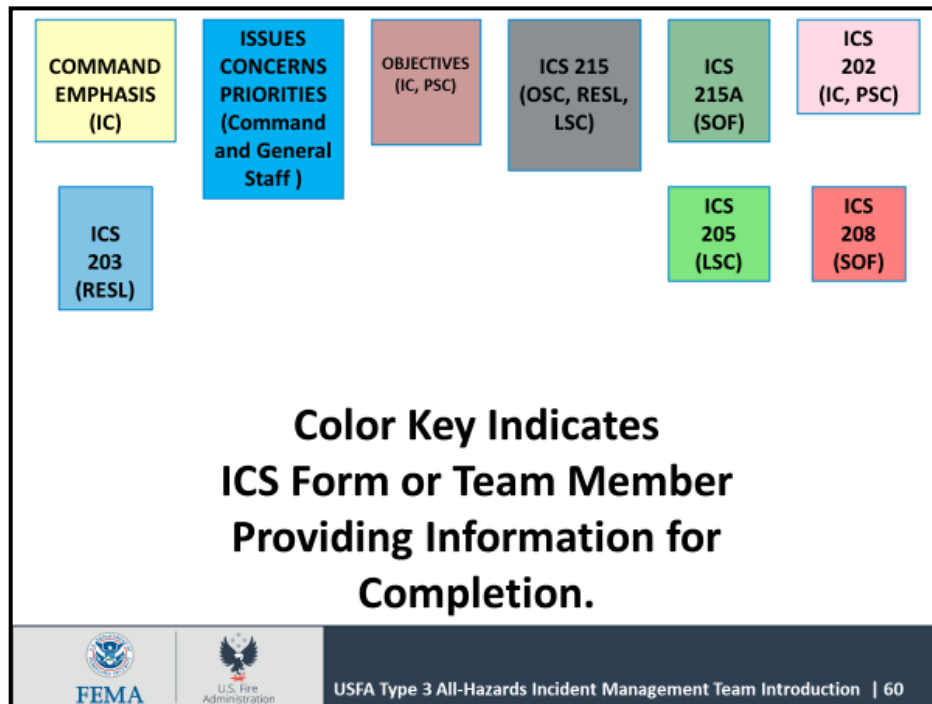 COMMAND
EMPHASIS
(IC)
ISSUES
CONCERNS
PRIORITIES
(Command
and General
Staff )
OBJECTIVES
(IC, PSC)
ICS 215
(OSC, RESL,
LSC)
ICS
215A
(SOF)
ICS
202
(IC, PSC)
ICS
203
(RESL)
ICS
205
(LSC)
ICS
208
(SOF)
Color Key Indicates
ICS Form or Team Member
Providing Information for
Completion.
FEMA
U.S. Fire
Administration
USFA Type 3 All-Hazards Incident Management Team Introduction | 60